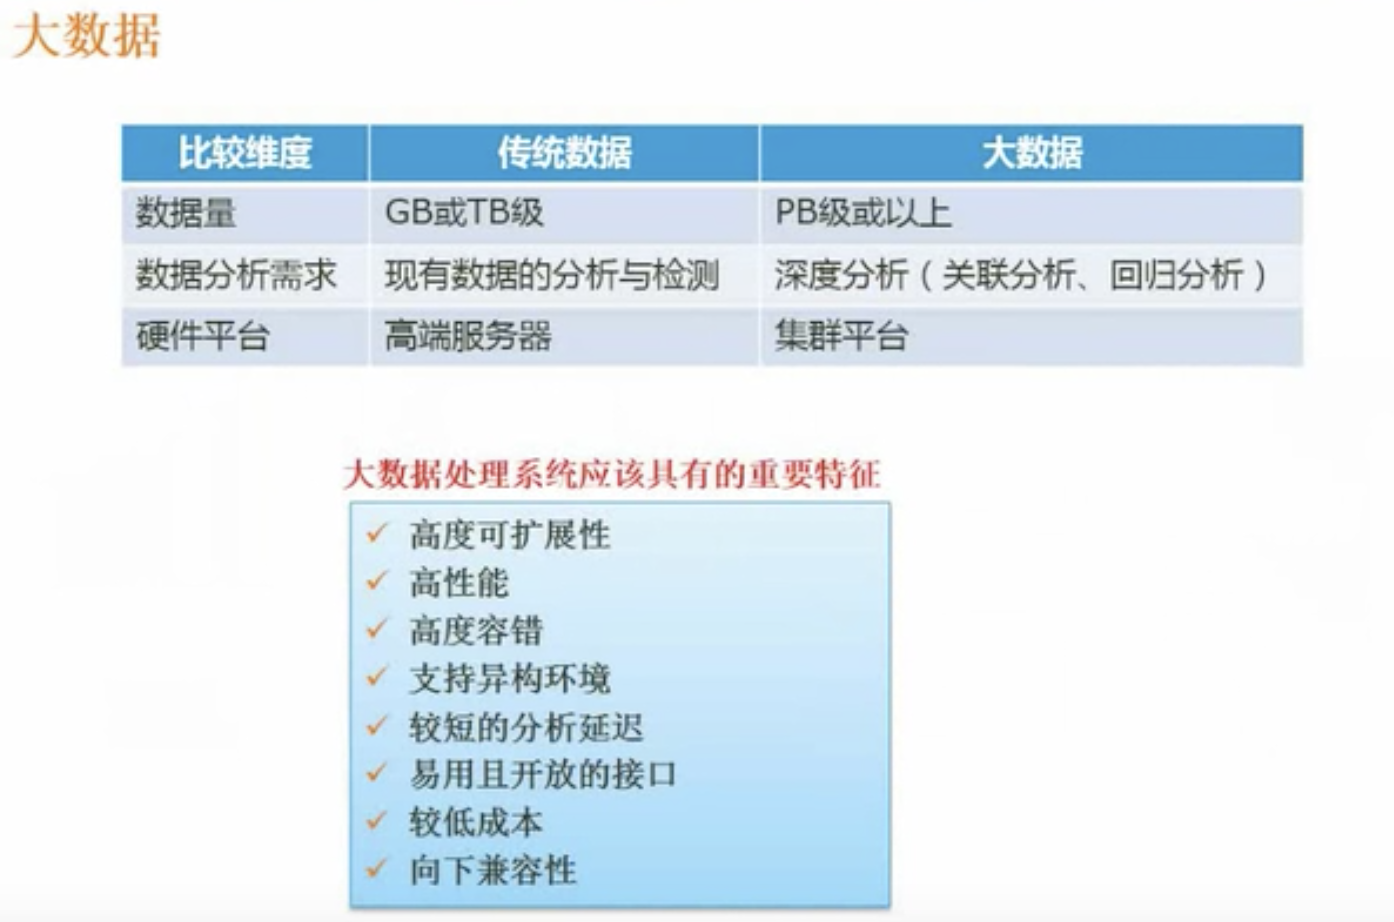 大数据
比较维度 传统数据 大数据
数据量 GB或TB级 PB级或以上
数据分析需求 现有数据的分析与检测 深度分析（关联分析、回归分析）
硬件平台 高端服务器 集群平台
大数据处理系统应该具有的重要特征
✓ 高度可扩展性
✓ 高性能
✓ 高度容错
✓ 支持异构环境
✓ 较短的分析延迟
✓ 易用且开放的接口
✓ 较低成本
✓ 向下兼容性